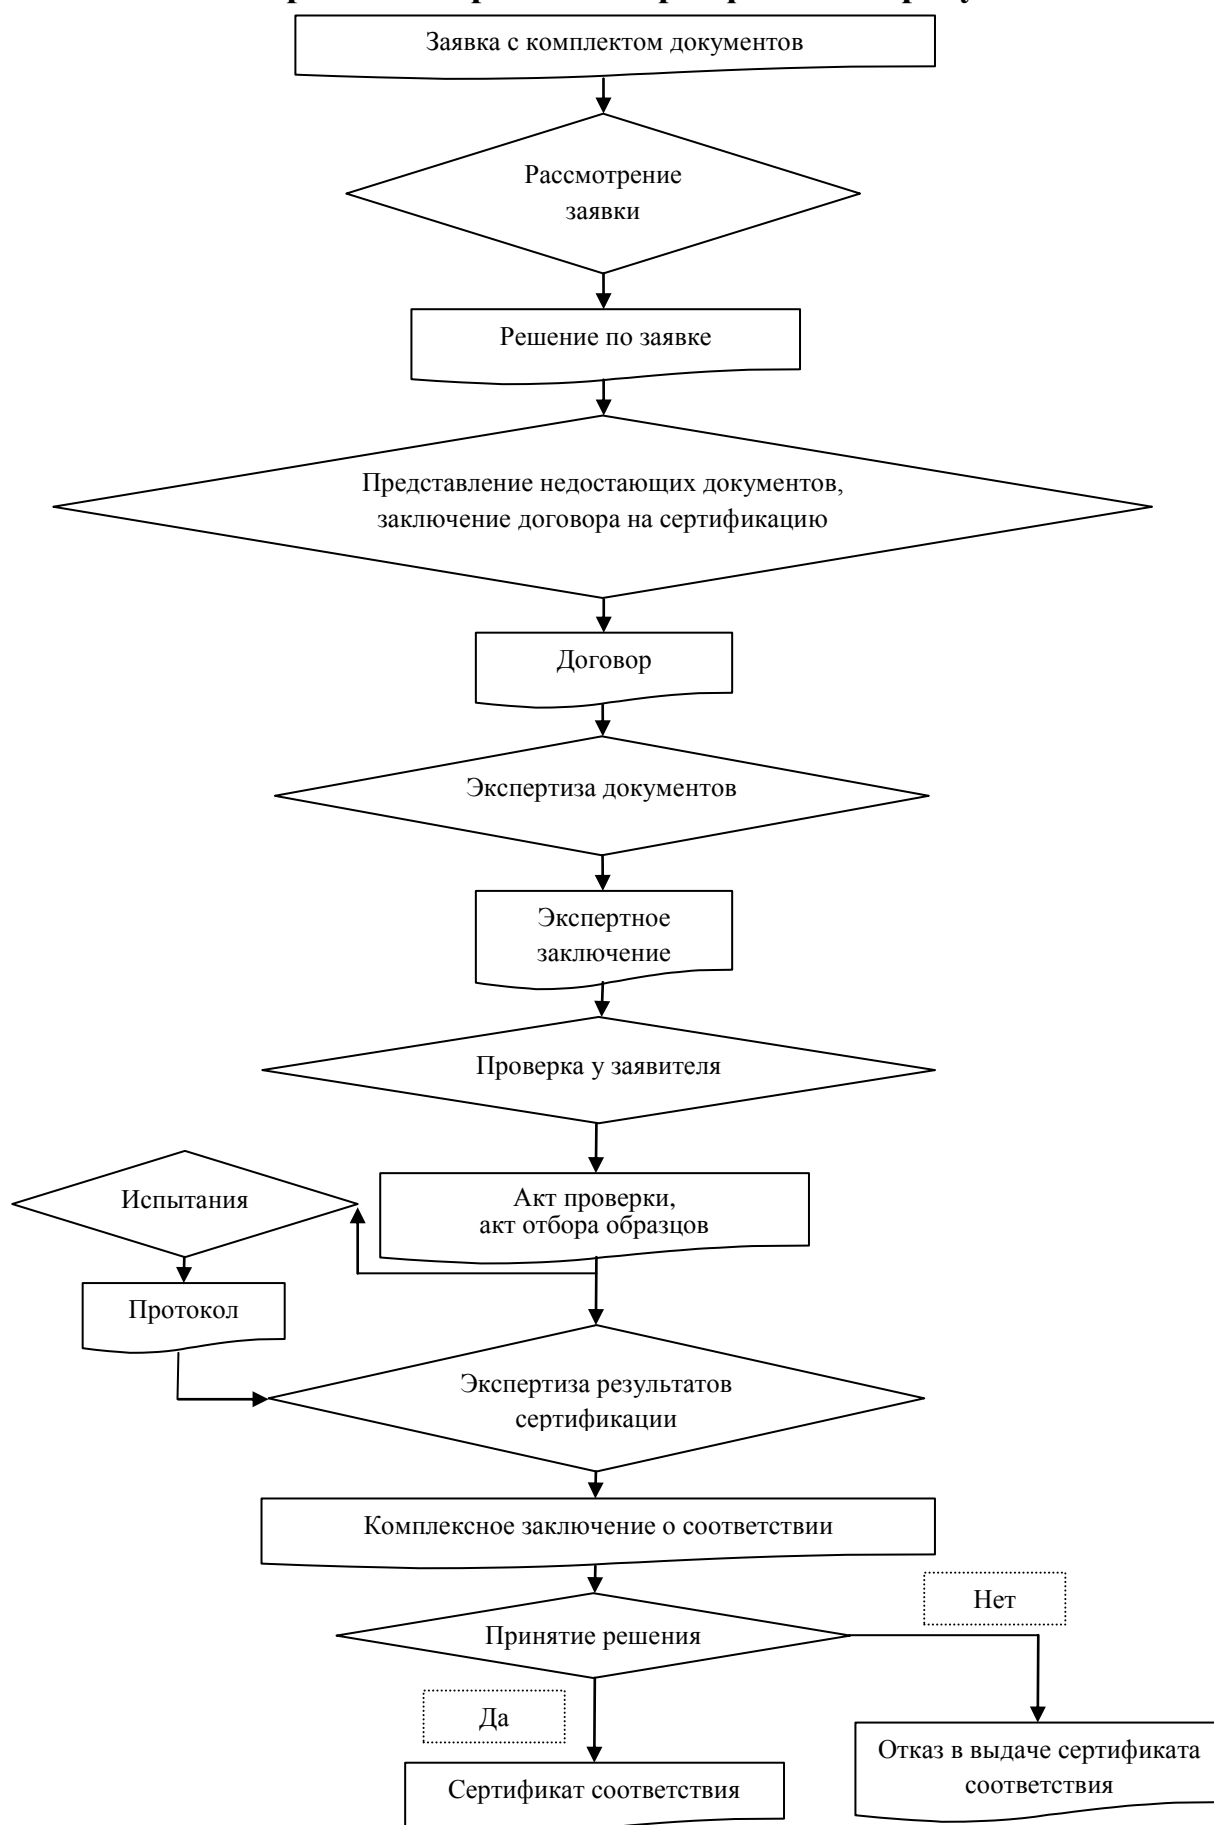 Заявка с комплектом документов
Рассмотрение
заявки
Решение по заявке
Представление недостающих документов,
заключение договора на сертификацию
Договор
Экспертиза документов
Экспертное
заключение
Проверка у заявителя
Испытания
Акт проверки,
акт отбора образцов
Протокол
Экспертиза результатов
сертификации
Комплексное заключение о соответствии
Нет
Принятие решения
Да
Отказ в выдаче сертификата
соответствия
Сертификат соответствия